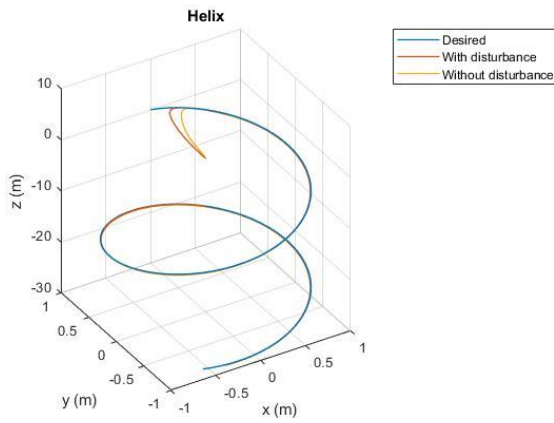 Helix
Desired
With disturbance
Without disturbance
10
0
-10
-20
-30
z (m)
1
0.5
0
-0.5
-1
y (m)
-1
-0.5
0
0.5
1
x (m)